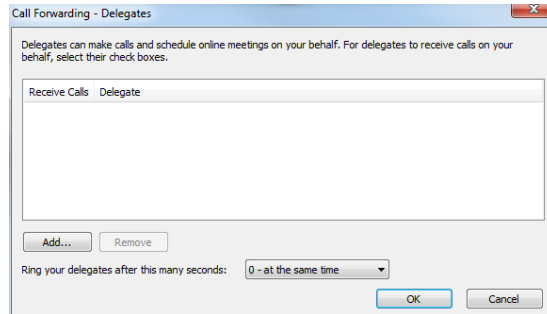 Call Forwarding - Delegates
Delegates can make calls and schedule online meetings on your behalf. For delegates to receive calls on your
behalf, select their check boxes.
Receive Calls Delegate
Add... Remove
Ring your delegates after this many seconds: 0 - at the same time
OK Cancel